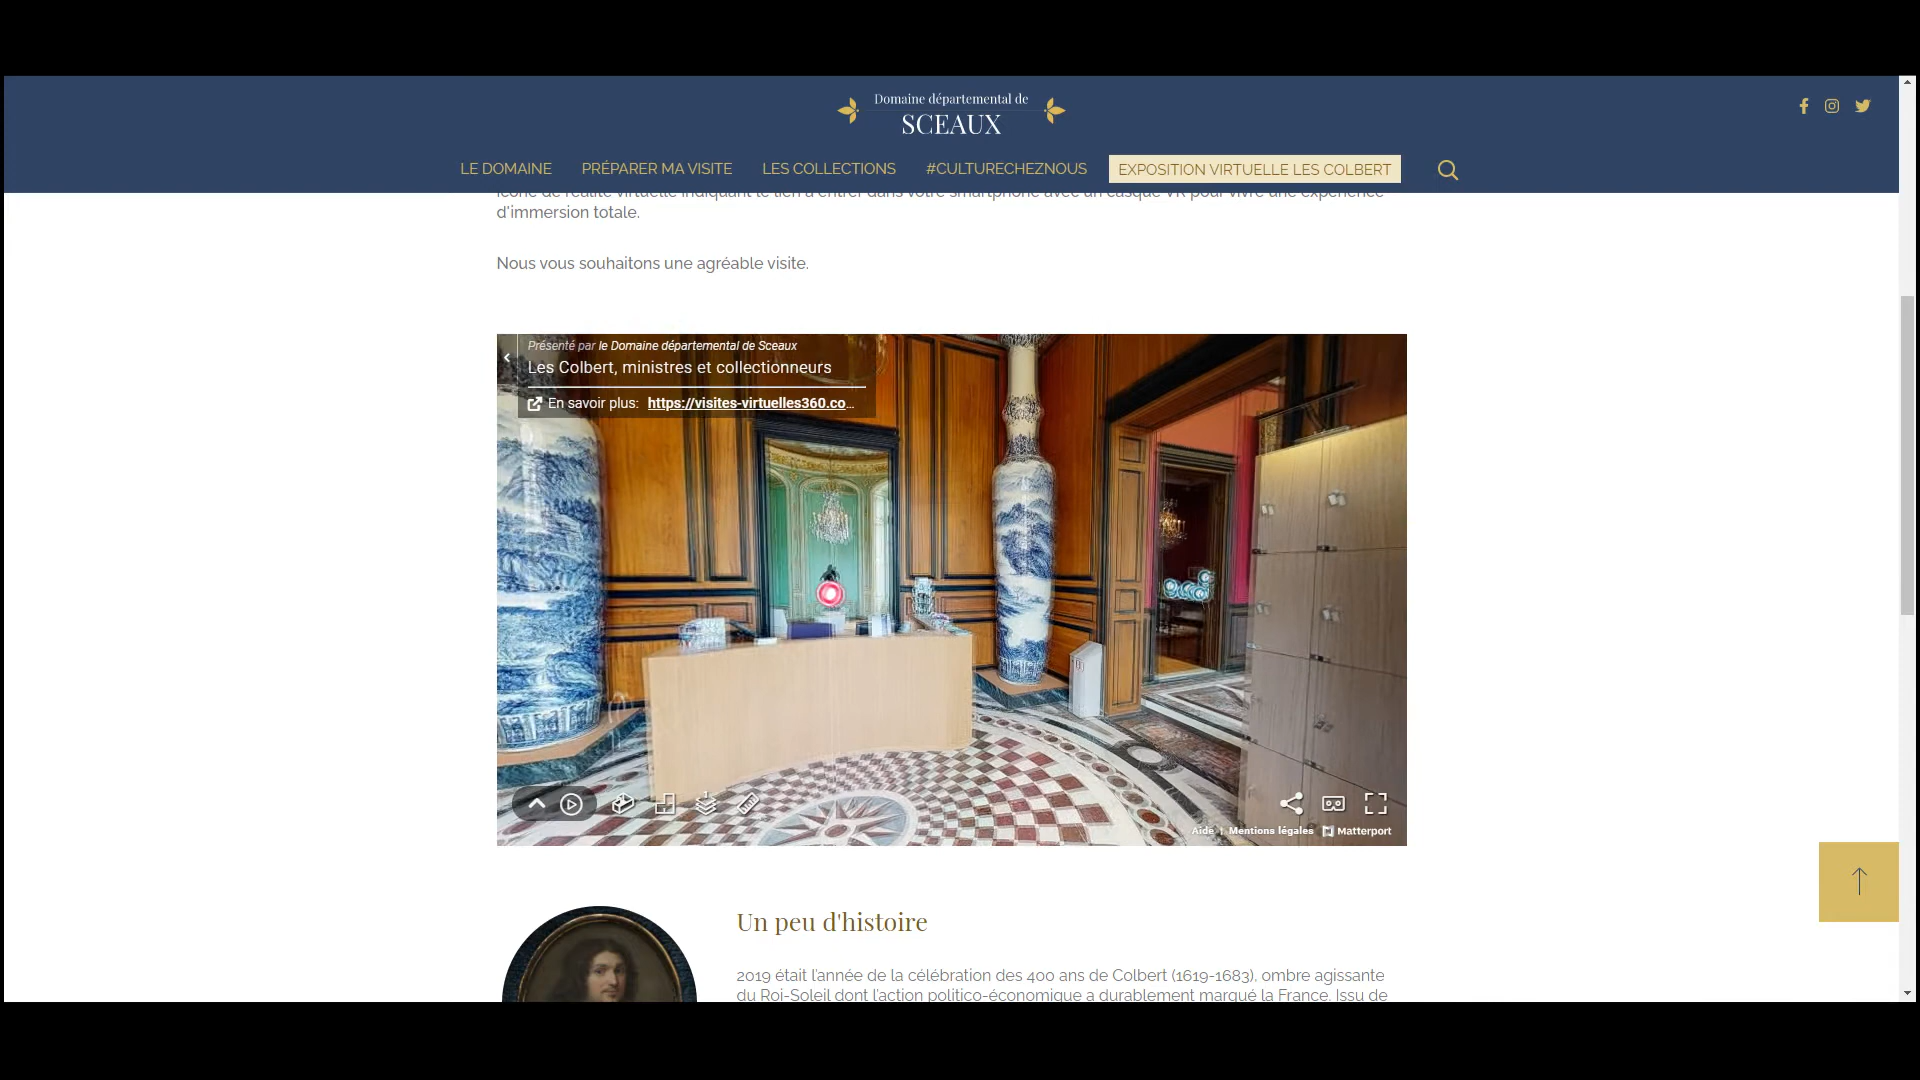 Domaine départemental de
SCEAUX
LE DOMAINE PRÉPARER MA VISITE LES COLLECTIONS #CULTURECHEZNOUS EXPOSITION VIRTUELLE LES COLBERT
icône de réalité virtuelle indiquant le lien à entrer dans votre smartphone avec un casque VR pour vivre une expérience
d'immersion totale.
Nous vous souhaitons une agréable visite.
Présenté par le Domaine départemental de Sceaux
Les Colbert, ministres et collectionneurs
En savoir plus: https://visites-virtuelles360.co...
Aide | Mentions légales Matterport
Un peu d'histoire
2019 était l'année de la célébration des 400 ans de Colbert (1619-1683), ombre agissante
du Roi-Soleil dont l'action politico-économique a durablement marqué la France. Issu de